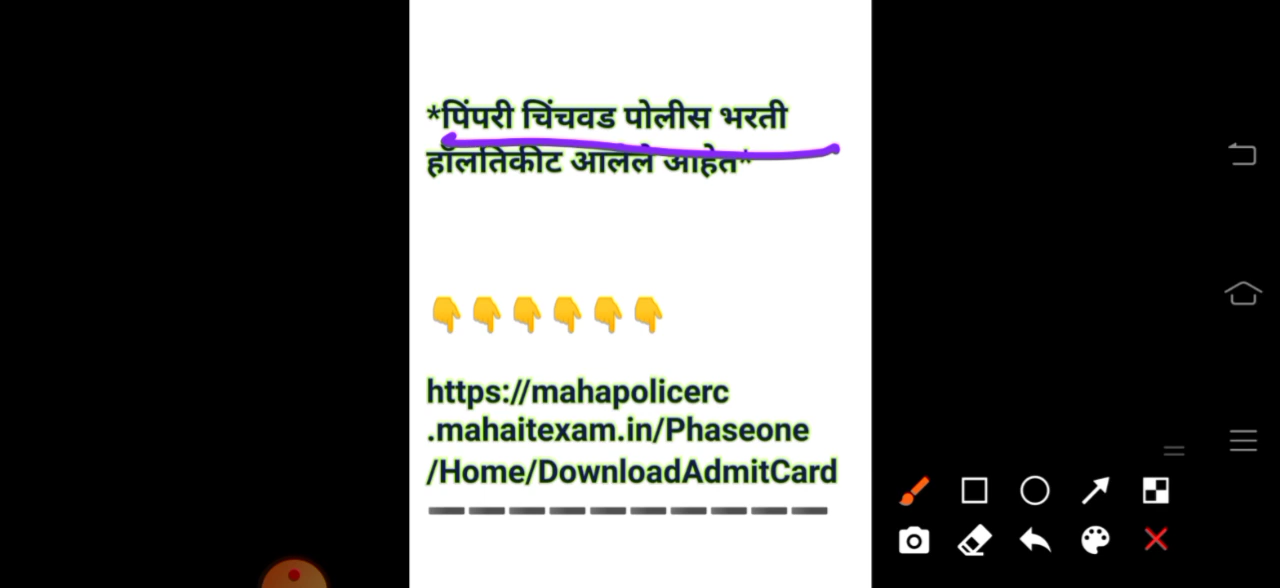 *पिंपरी चिंचवड पोलीस भरती
हॉलतिकीट आलेले आहेत*
👇👇👇👇👇👇
https://mahapolicerc
.mahaitexam.in/Phaseone
/Home/DownloadAdmitCard
➖➖➖➖➖➖➖➖➖➖